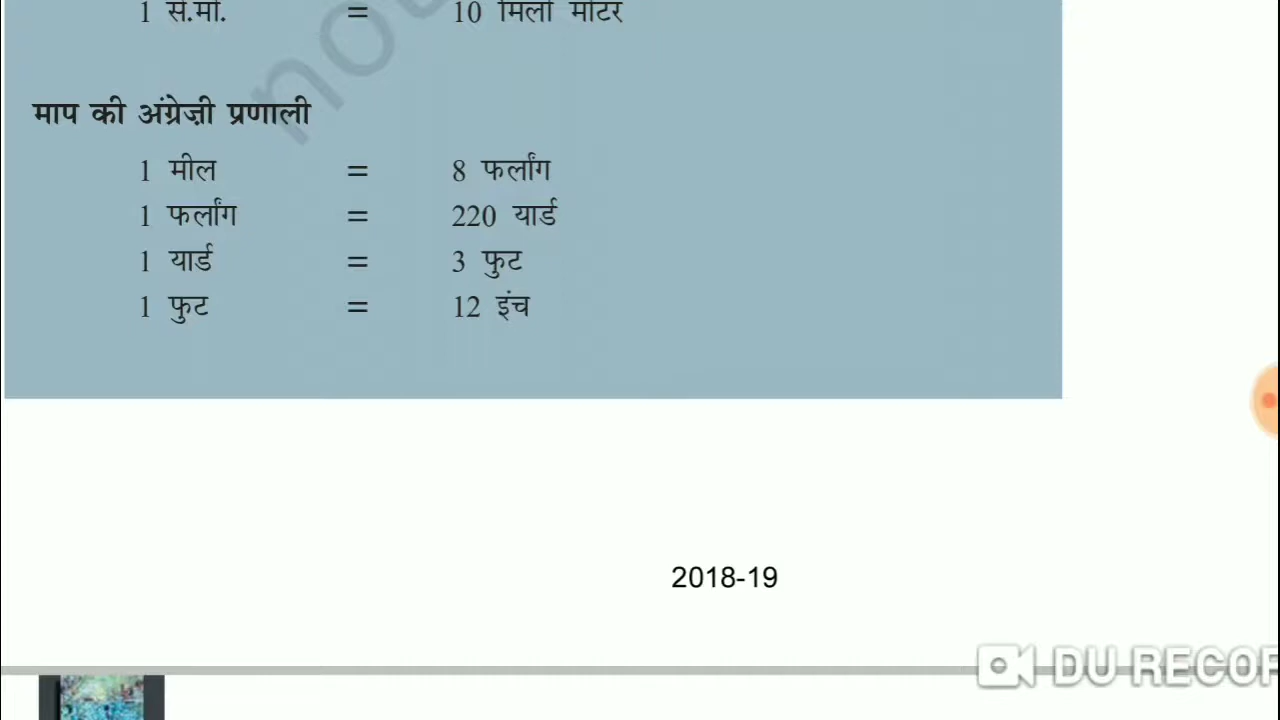 1 से.मी. = 10 मिली मीटर
माप की अंग्रेज़ी प्रणाली
1 मील = 8 फर्लांग
1 फर्लांग = 220 यार्ड
1 यार्ड = 3 फुट
1 फुट = 12 इंच
2018-19
DU RECOR